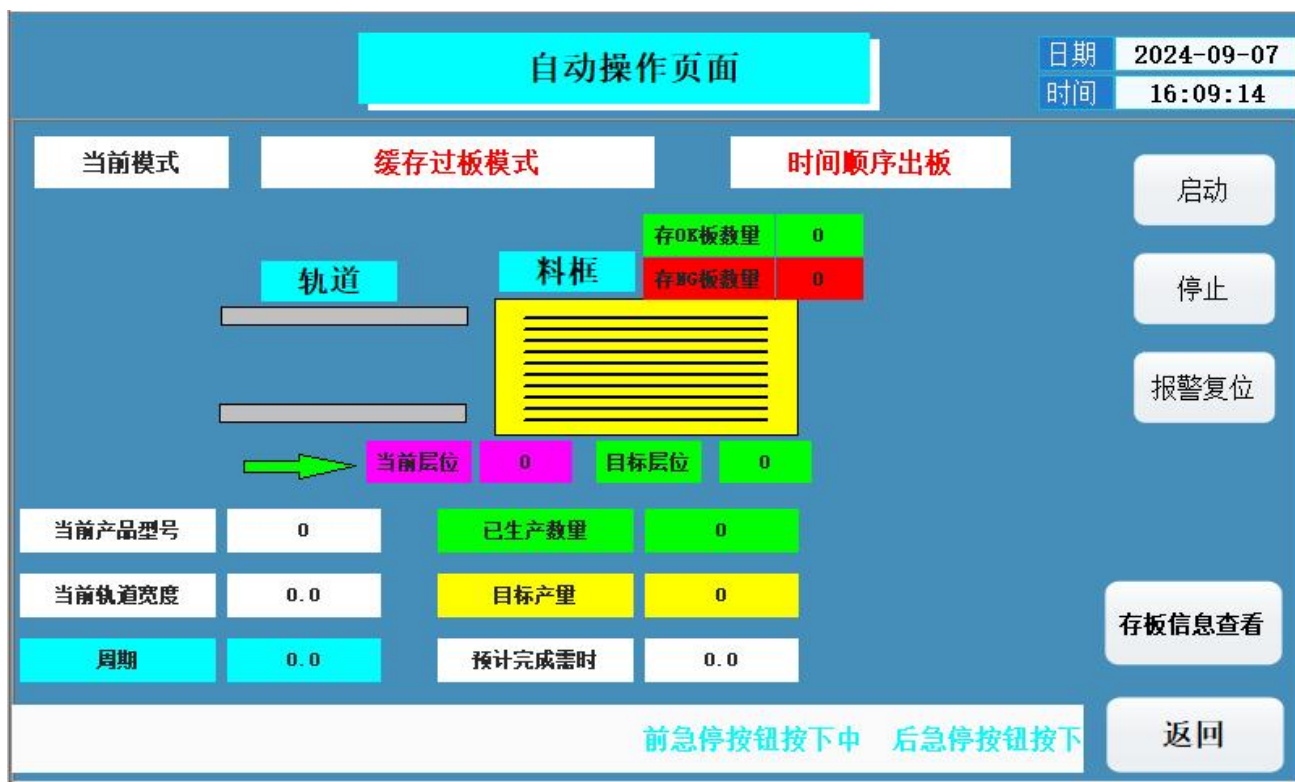 自动操作页面
日期 2024-09-07
时间 16:09:14
当前模式 缓存过板模式 时间顺序出板
启动
存OK板数量 0
轨道 料框 存NG板数量 0
停止
报警复位
当前层位 0 目标层位 0
当前产品型号 0 已生产数量 0
当前轨道宽度 0.0 目标产量 0
存板信息查看
周期 0.0 预计完成需时 0.0
前急停按钮按下中 后急停按钮按下
返回